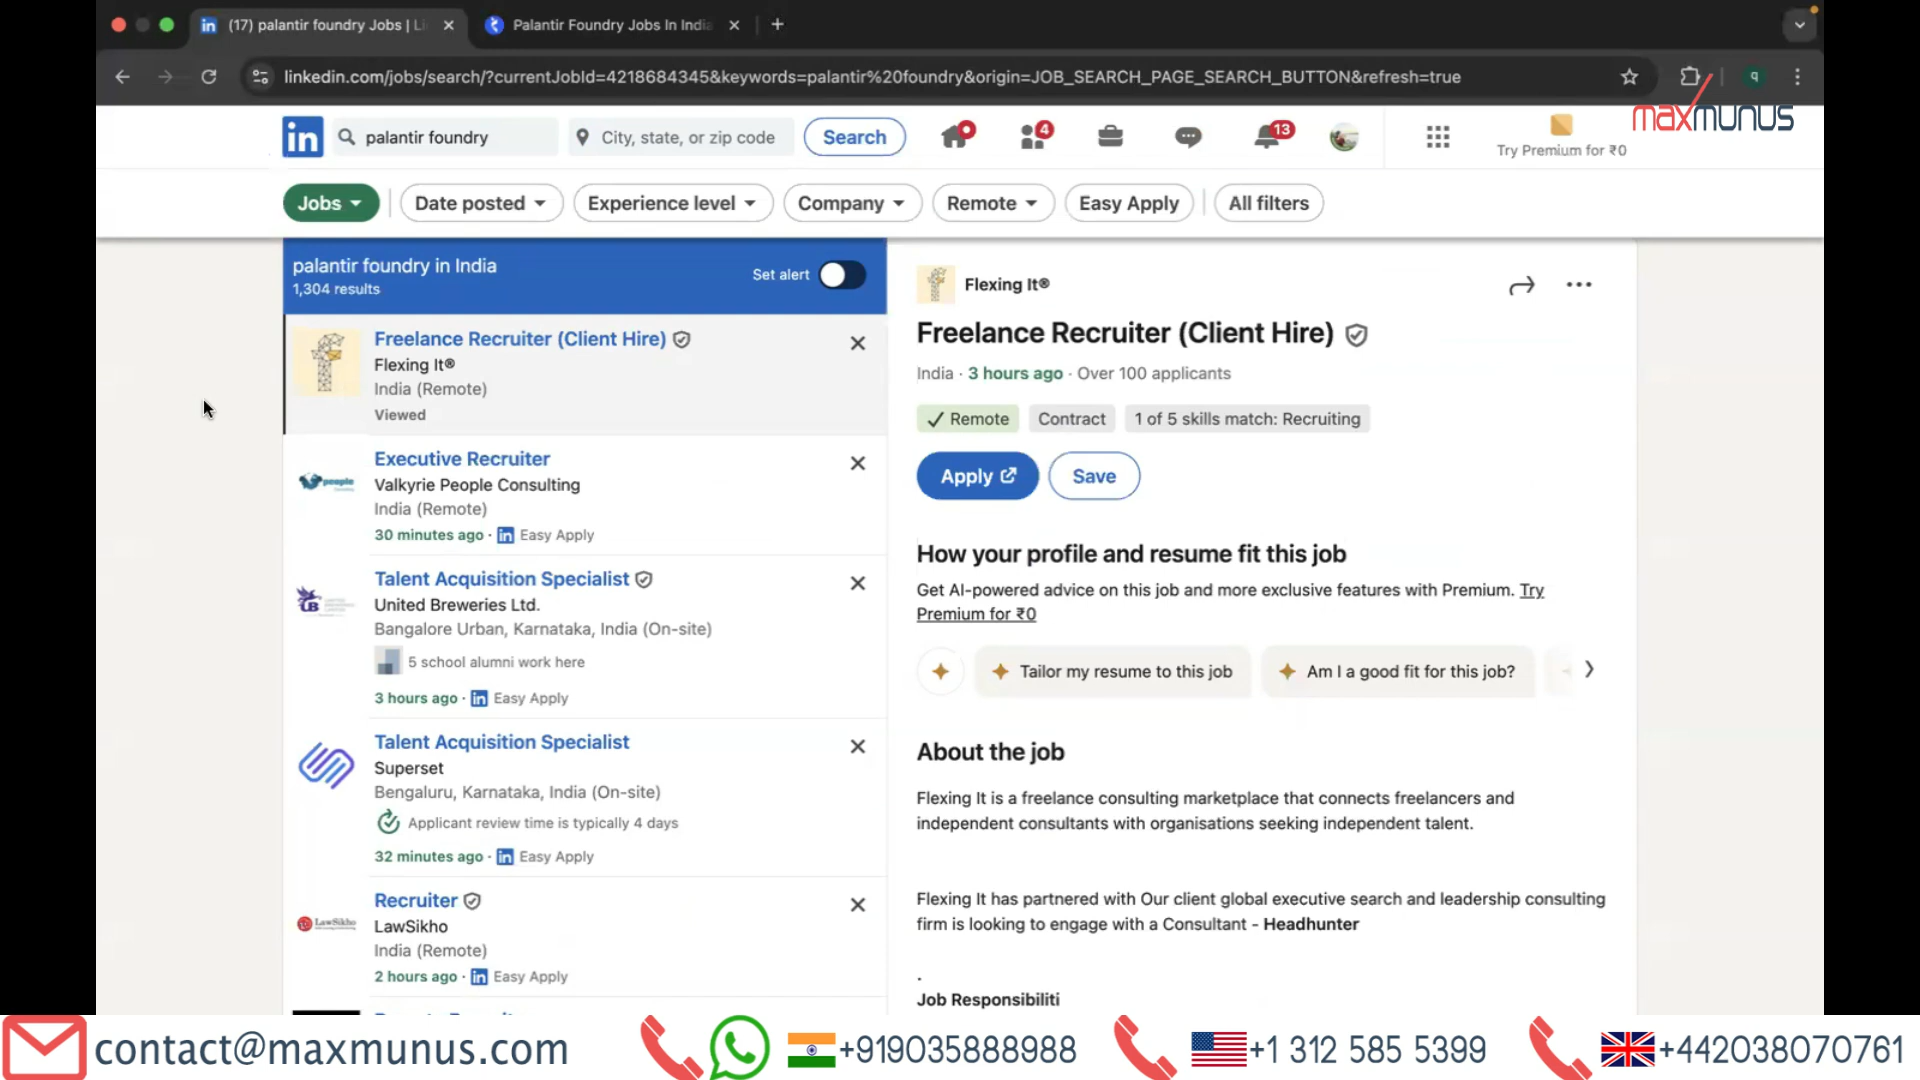 (17) palantir foundry Jobs | Li
Palantir Foundry Jobs In India
linkedin.com/jobs/search/?currentJobId=4218684345&keywords=palantir%20foundry&origin=JOB_SEARCH_PAGE_SEARCH_BUTTON&refresh=true
q
maxmunus
in
palantir foundry
City, state, or zip code
Search
4
13
Try Premium for ₹0
Jobs
Date posted
Experience level
Company
Remote
Easy Apply
All filters
palantir foundry in India
1,304 results
Set alert
Freelance Recruiter (Client Hire)
Flexing It®
India (Remote)
Viewed
Executive Recruiter
Valkyrie People Consulting
India (Remote)
30 minutes ago · in Easy Apply
people
Talent Acquisition Specialist
United Breweries Ltd.
Bangalore Urban, Karnataka, India (On-site)
5 school alumni work here
3 hours ago · in Easy Apply
UB
Talent Acquisition Specialist
Superset
Bengaluru, Karnataka, India (On-site)
Applicant review time is typically 4 days
32 minutes ago · in Easy Apply
Recruiter
LawSikho
LawSikho
India (Remote)
2 hours ago · in Easy Apply
Flexing It®
Freelance Recruiter (Client Hire)
India · 3 hours ago · Over 100 applicants
Remote
Contract
1 of 5 skills match: Recruiting
Apply
Save
How your profile and resume fit this job
Get AI-powered advice on this job and more exclusive features with Premium. Try
Premium for ₹0
Tailor my resume to this job
Am I a good fit for this job?
About the job
Flexing It is a freelance consulting marketplace that connects freelancers and
independent consultants with organisations seeking independent talent.
Flexing It has partnered with Our client global executive search and leadership consulting
firm is looking to engage with a Consultant - Headhunter
.
Job Responsibiliti
contact@maxmunus.com
+919035888988
+1 312 585 5399
+442038070761